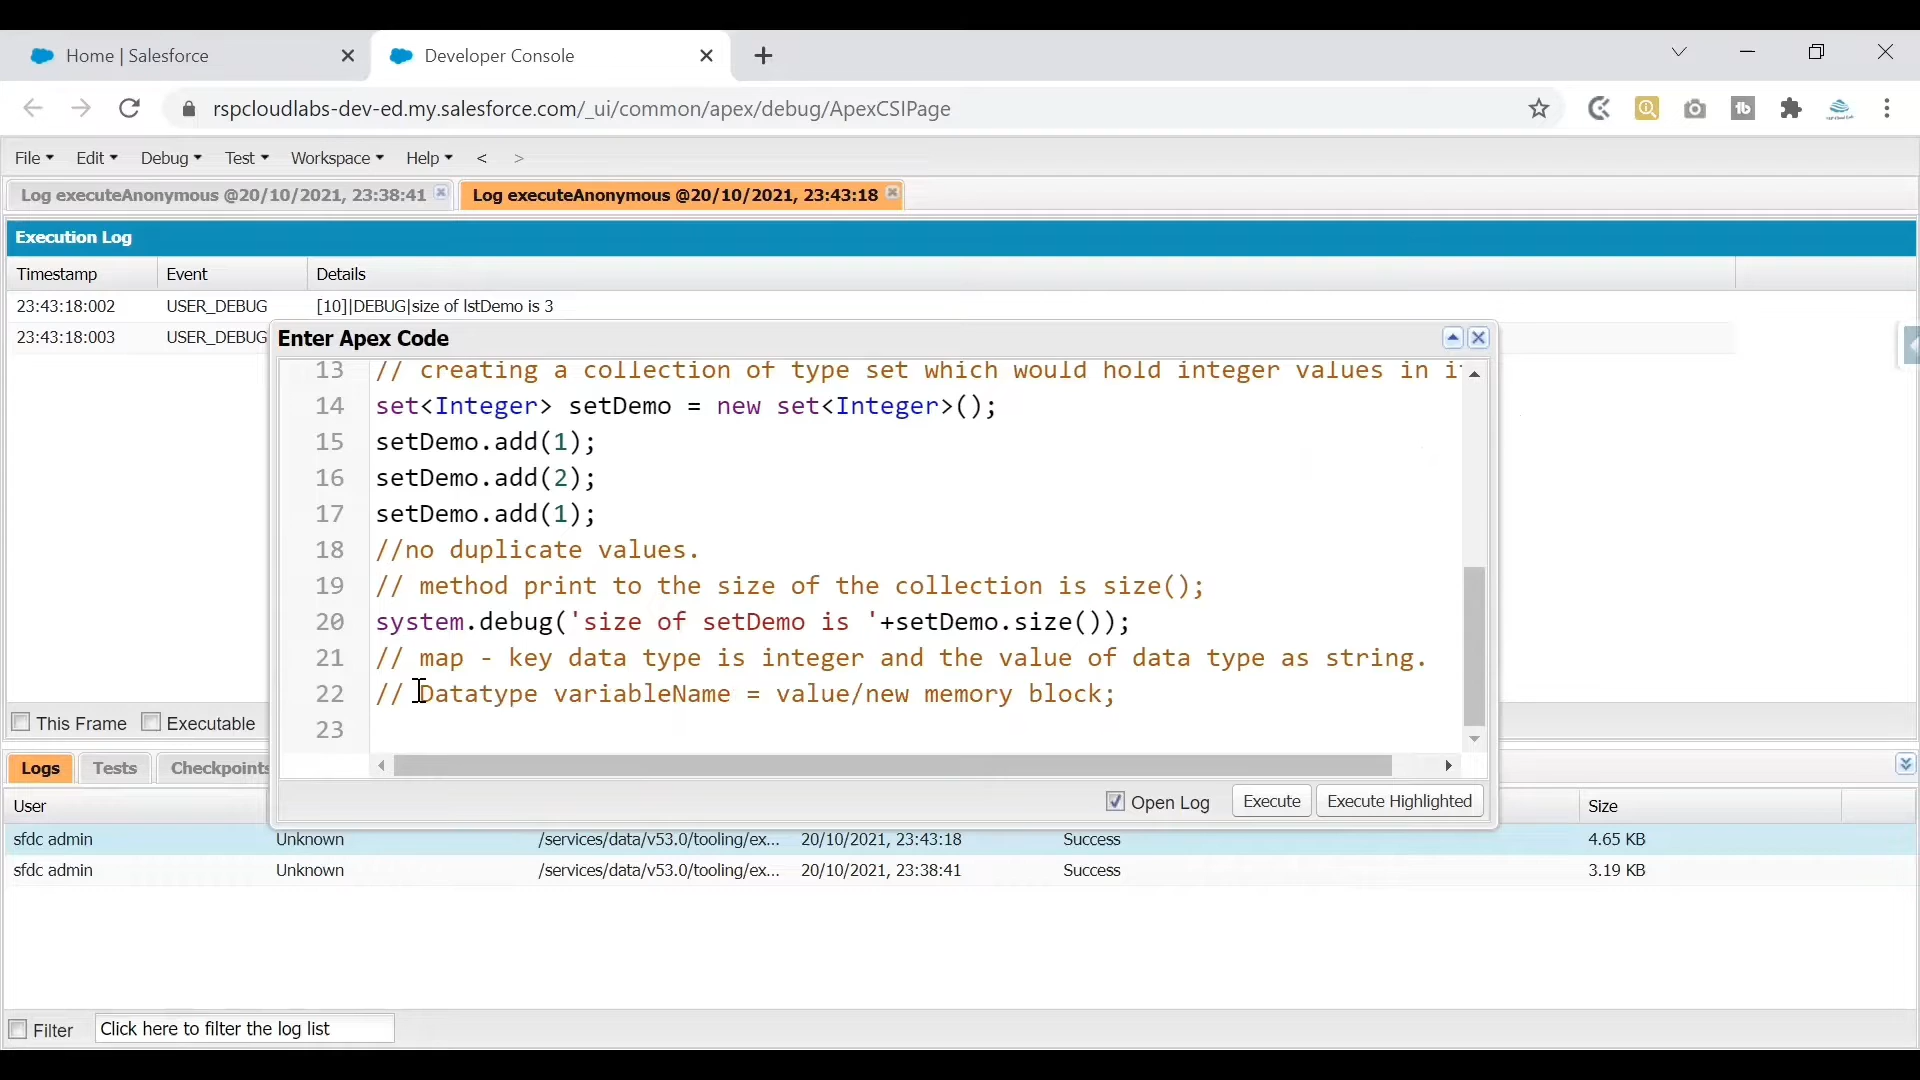 Home | Salesforce
Developer Console
rspcloudlabs-dev-ed.my.salesforce.com/_ui/common/apex/debug/ApexCSIPage
File Edit Debug Test Workspace Help < >
Log executeAnonymous @20/10/2021, 23:38:41
Log executeAnonymous @20/10/2021, 23:43:18
Execution Log
Timestamp Event Details
23:43:18:002 USER_DEBUG [10]|DEBUG|size of lstDemo is 3
23:43:18:003 USER_DEBUG
Enter Apex Code
13 // creating a collection of type set which would hold integer values in i
14 set<Integer> setDemo = new set<Integer>();
15 setDemo.add(1);
16 setDemo.add(2);
17 setDemo.add(1);
18 //no duplicate values.
19 // method print to the size of the collection is size();
20 system.debug('size of setDemo is '+setDemo.size());
21 // map - key data type is integer and the value of data type as string.
22 // Datatype variableName = value/new memory block;
23
This Frame Executable
Open Log Execute Execute Highlighted
Logs Tests Checkpoints
User Size
sfdc admin Unknown /services/data/v53.0/tooling/ex... 20/10/2021, 23:43:18 Success 4.65 KB
sfdc admin Unknown /services/data/v53.0/tooling/ex... 20/10/2021, 23:38:41 Success 3.19 KB
Filter Click here to filter the log list